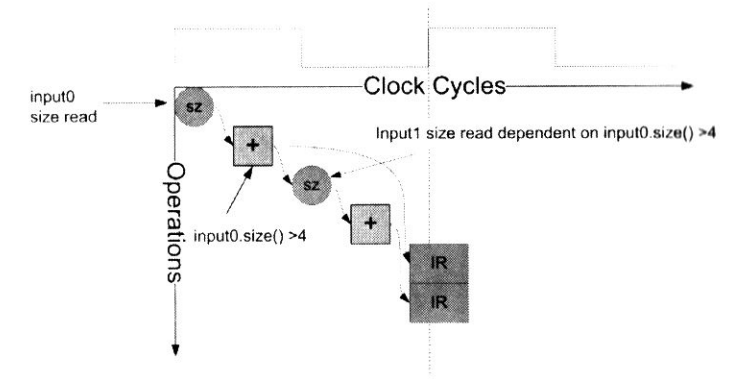 Clock Cycles
input0
size read
sz
Input1 size read dependent on input0.size() >4
+
sz
Operations
input0.size() >4
+
IR
IR